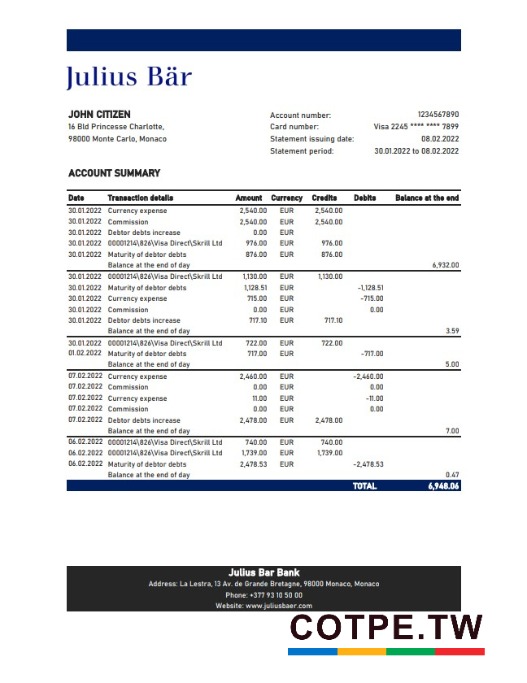 Julius Bär
JOHN CITIZEN
16 Bld Princesse Charlotte,
98000 Monte Carlo, Monaco
Account number: 1234567890
Card number: Visa 2245 **** **** 7899
Statement issuing date: 08.02.2022
Statement period: 30.01.2022 to 08.02.2022
ACCOUNT SUMMARY
Date Transaction details Amount Currency Credits Debits Balance at the end
30.01.2022 Currency expense 2,540.00 EUR 2,540.00
30.01.2022 Commission 2,540.00 EUR 2,540.00
30.01.2022 Debtor debts increase 0.00 EUR
30.01.2022 00001214\826\Visa Direct\Skrill Ltd 976.00 EUR 976.00
30.01.2022 Maturity of debtor debts 876.00 EUR 876.00
Balance at the end of day 6,932.00
30.01.2022 00001214\826\Visa Direct\Skrill Ltd 1,130.00 EUR 1,130.00
30.01.2022 Maturity of debtor debts 1,128.51 EUR -1,128.51
30.01.2022 Currency expense 715.00 EUR -715.00
30.01.2022 Commission 0.00 EUR 0.00
30.01.2022 Debtor debts increase 717.10 EUR 717.10
Balance at the end of day 3.59
30.01.2022 00001214\826\Visa Direct\Skrill Ltd 722.00 EUR 722.00
01.02.2022 Maturity of debtor debts 717.00 EUR -717.00
Balance at the end of day 5.00
07.02.2022 Currency expense 2,460.00 EUR -2,460.00
07.02.2022 Commission 0.00 EUR 0.00
07.02.2022 Currency expense 11.00 EUR -11.00
07.02.2022 Commission 0.00 EUR 0.00
07.02.2022 Debtor debts increase 2,478.00 EUR 2,478.00
Balance at the end of day 7.00
06.02.2022 00001214\826\Visa Direct\Skrill Ltd 740.00 EUR 740.00
06.02.2022 00001214\826\Visa Direct\Skrill Ltd 1,739.00 EUR 1,739.00
06.02.2022 Maturity of debtor debts 2,478.53 EUR -2,478.53
Balance at the end of day 0.47
TOTAL 6,948.06
Julius Bar Bank
Address: La Lestra, 13 Av. de Grande Bretagne, 98000 Monaco, Monaco
Phone: +377 93 10 50 00
Website: www.juliusbaer.com
COTPE.TW